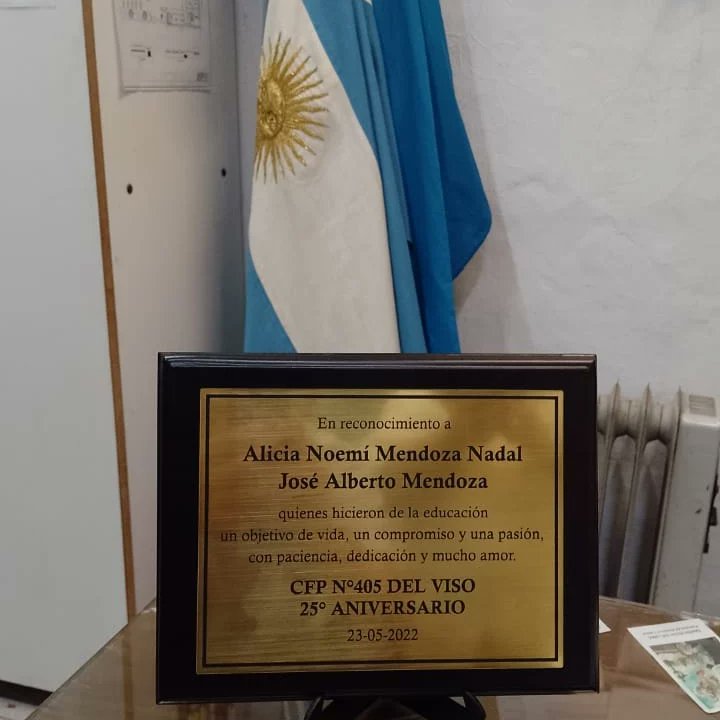 En reconocimiento a
Alicia Noemí Mendoza Nadal
José Alberto Mendoza
quienes hicieron de la educación
un objetivo de vida, un compromiso y una pasión,
con paciencia, dedicación y mucho amor.
CFP N°405 DEL VISO
25° ANIVERSARIO
23-05-2022